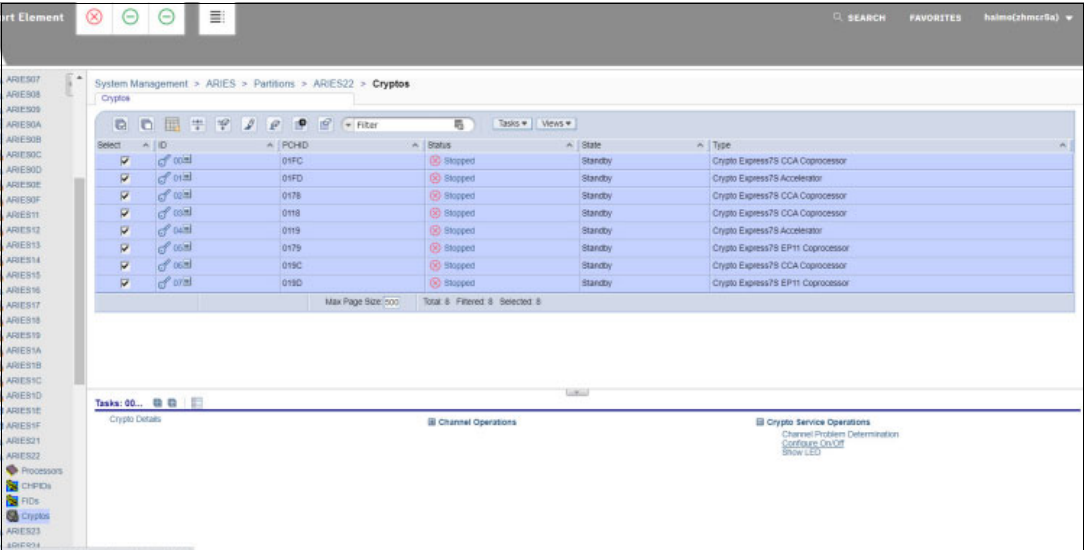 ort Element
SEARCH FAVORITES haimo(zhmcr8a)
ARIES07
ARIES08
ARIES09
ARIES0A
ARIES0B
ARIES0C
ARIES0D
ARIES0E
ARIES0F
ARIES11
ARIES12
ARIES13
ARIES14
ARIES15
ARIES16
ARIES17
ARIES18
ARIES19
ARIES1A
ARIES1B
ARIES1C
ARIES1D
ARIES1E
ARIES1F
ARIES21
ARIES22
Processors
CHPIDs
FIDs
Cryptos
ARIES23
ARIES24
System Management > ARIES > Partitions > ARIES22 > Cryptos
Cryptos
Filter Tasks Views
Select ID PCHID Status State Type
00 01FC Stopped Standby Crypto Express7S CCA Coprocessor
01 01FD Stopped Standby Crypto Express7S Accelerator
02 0178 Stopped Standby Crypto Express7S CCA Coprocessor
03 0118 Stopped Standby Crypto Express7S CCA Coprocessor
04 0119 Stopped Standby Crypto Express7S Accelerator
05 0179 Stopped Standby Crypto Express7S EP11 Coprocessor
06 019C Stopped Standby Crypto Express7S CCA Coprocessor
07 019D Stopped Standby Crypto Express7S EP11 Coprocessor
Max Page Size: 500 Total: 8 Filtered: 8 Selected: 8
Tasks: 00...
Crypto Details
Channel Operations
Crypto Service Operations
Channel Problem Determination
Configure On/Off
Show LED